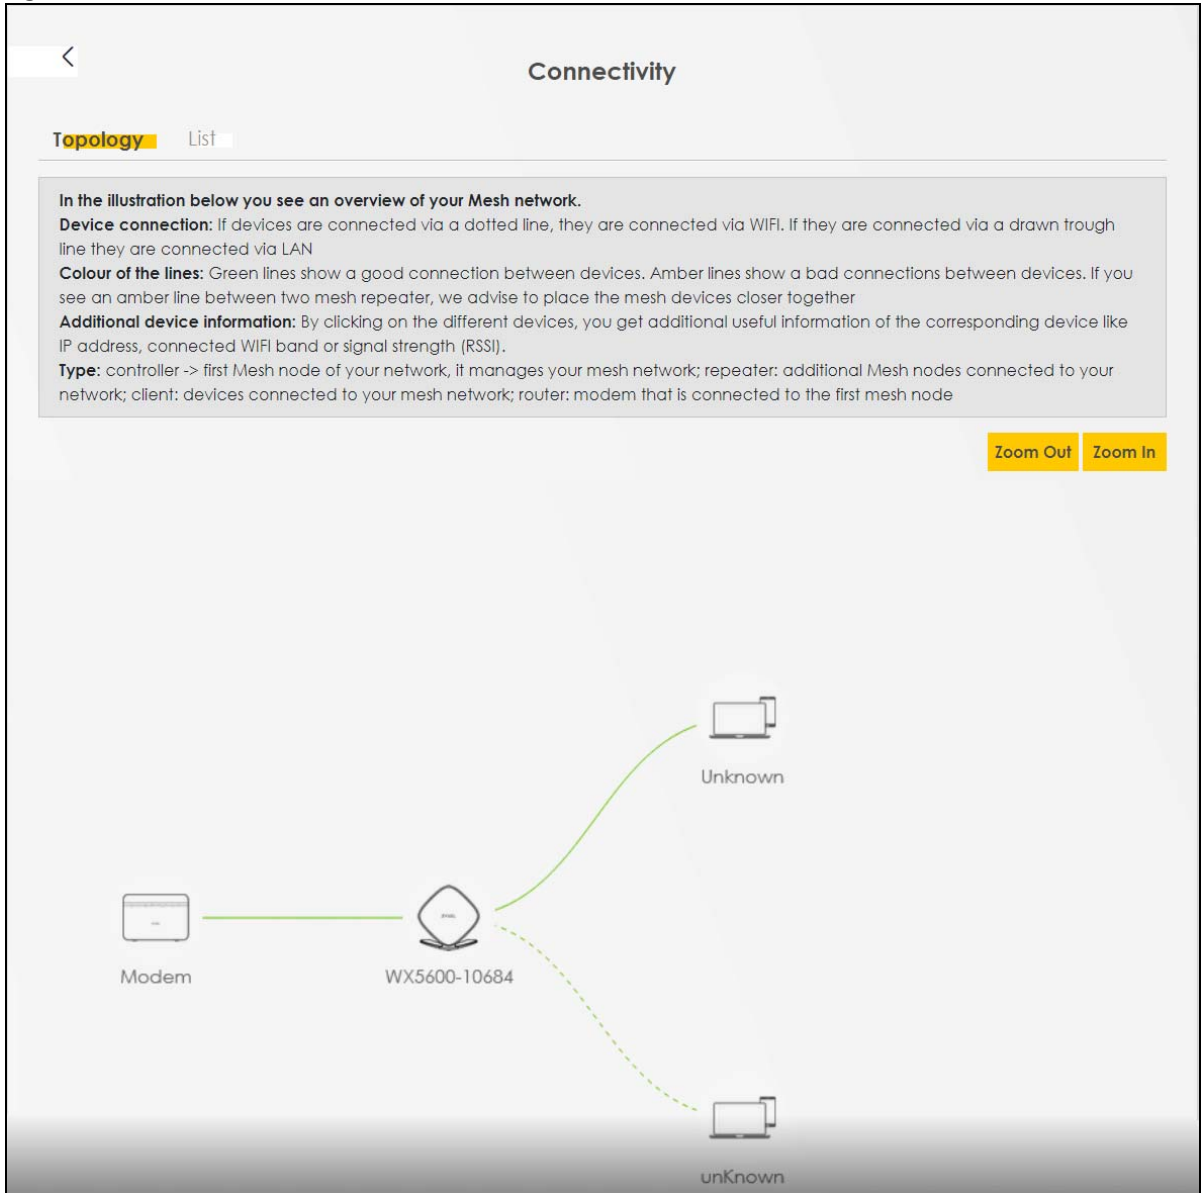 Connectivity
Topology List
In the illustration below you see an overview of your Mesh network.
Device connection: If devices are connected via a dotted line, they are connected via WIFI. If they are connected via a drawn trough
line they are connected via LAN
Colour of the lines: Green lines show a good connection between devices. Amber lines show a bad connections between devices. If you
see an amber line between two mesh repeater, we advise to place the mesh devices closer together
Additional device information: By clicking on the different devices, you get additional useful information of the corresponding device like
IP address, connected WIFI band or signal strength (RSSI).
Type: controller -> first Mesh node of your network, it manages your mesh network; repeater: additional Mesh nodes connected to your
network; client: devices connected to your mesh network; router: modem that is connected to the first mesh node
Zoom Out Zoom In
Unknown
Modem
WX5600-10684
unKnown